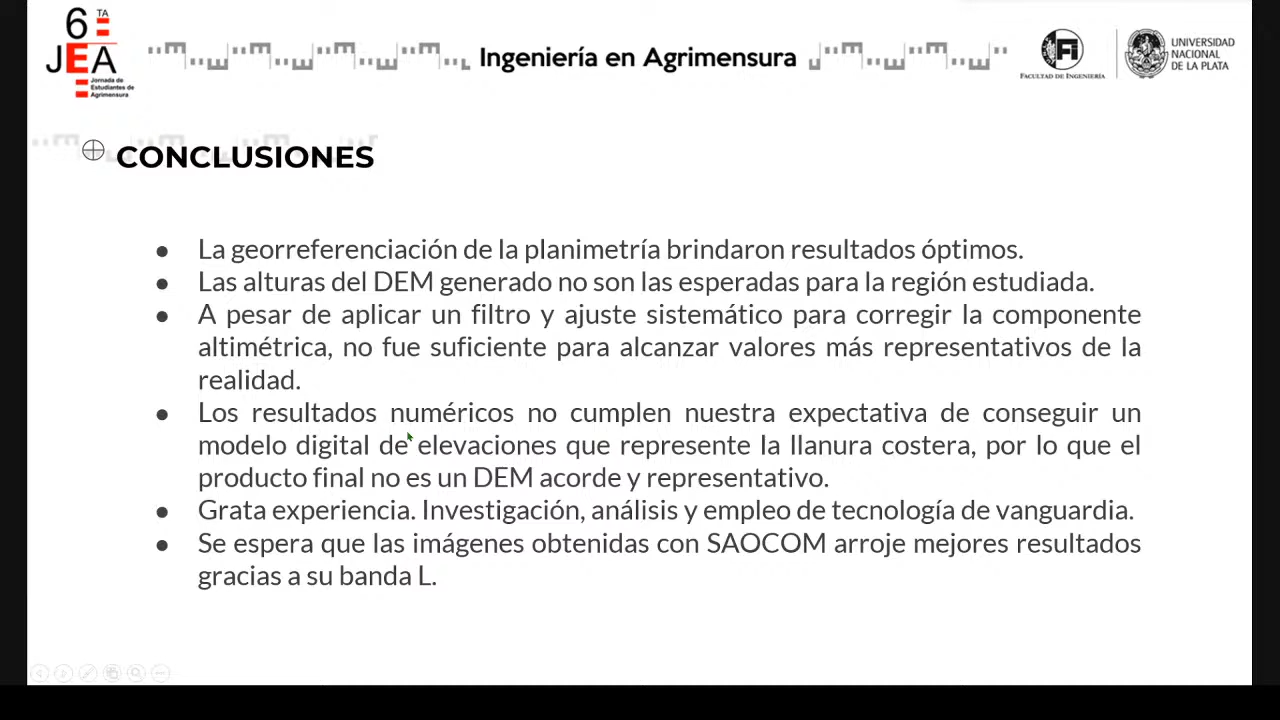 6 TA
JEA
Jornada de
Estudiantes de
Agrimensura
Ingeniería en Agrimensura
FI
FACULTAD DE INGENIERÍA
UNIVERSIDAD
NACIONAL
DE LA PLATA
CONCLUSIONES
● La georreferenciación de la planimetría brindaron resultados óptimos.
● Las alturas del DEM generado no son las esperadas para la región estudiada.
● A pesar de aplicar un filtro y ajuste sistemático para corregir la componente
altimétrica, no fue suficiente para alcanzar valores más representativos de la
realidad.
● Los resultados numéricos no cumplen nuestra expectativa de conseguir un
modelo digital de elevaciones que represente la llanura costera, por lo que el
producto final no es un DEM acorde y representativo.
● Grata experiencia. Investigación, análisis y empleo de tecnología de vanguardia.
● Se espera que las imágenes obtenidas con SAOCOM arroje mejores resultados
gracias a su banda L.